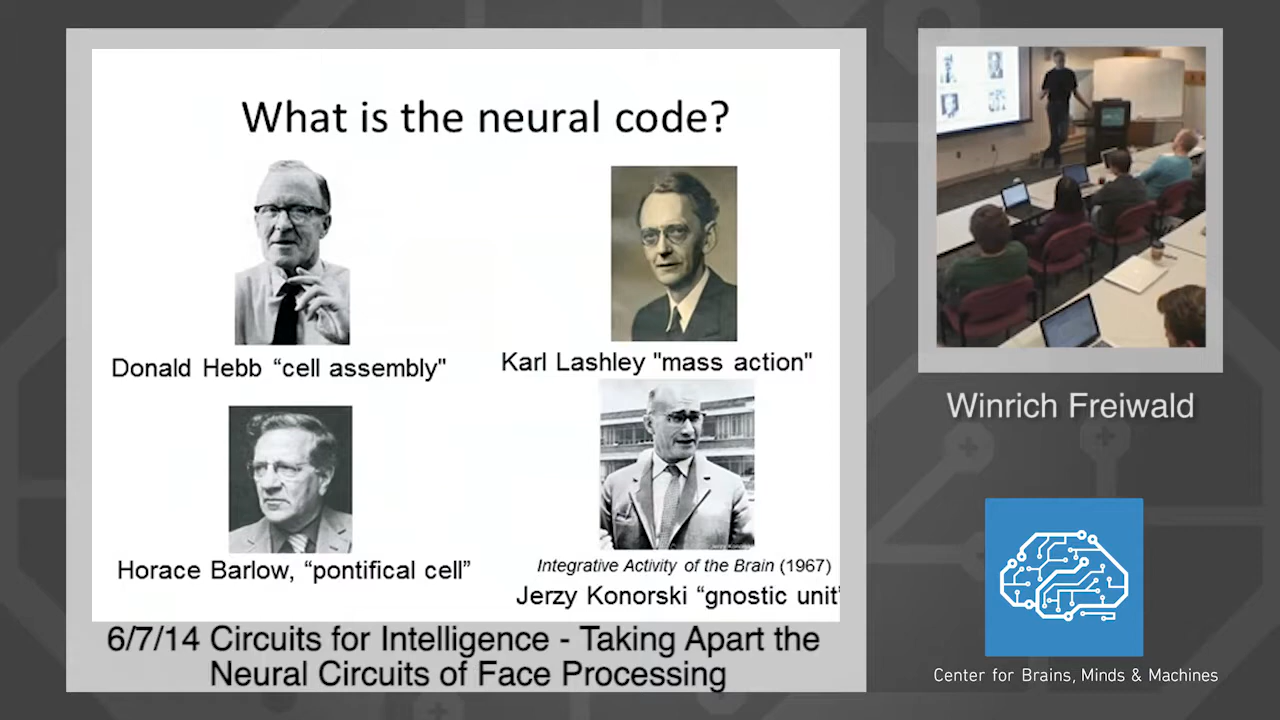 What is the neural code?
Donald Hebb “cell assembly"
Karl Lashley "mass action"
Horace Barlow, “pontifical cell”
Integrative Activity of the Brain (1967)
Jerzy Konorski “gnostic unit"
6/7/14 Circuits for Intelligence - Taking Apart the
Neural Circuits of Face Processing
Winrich Freiwald
Center for Brains, Minds & Machines